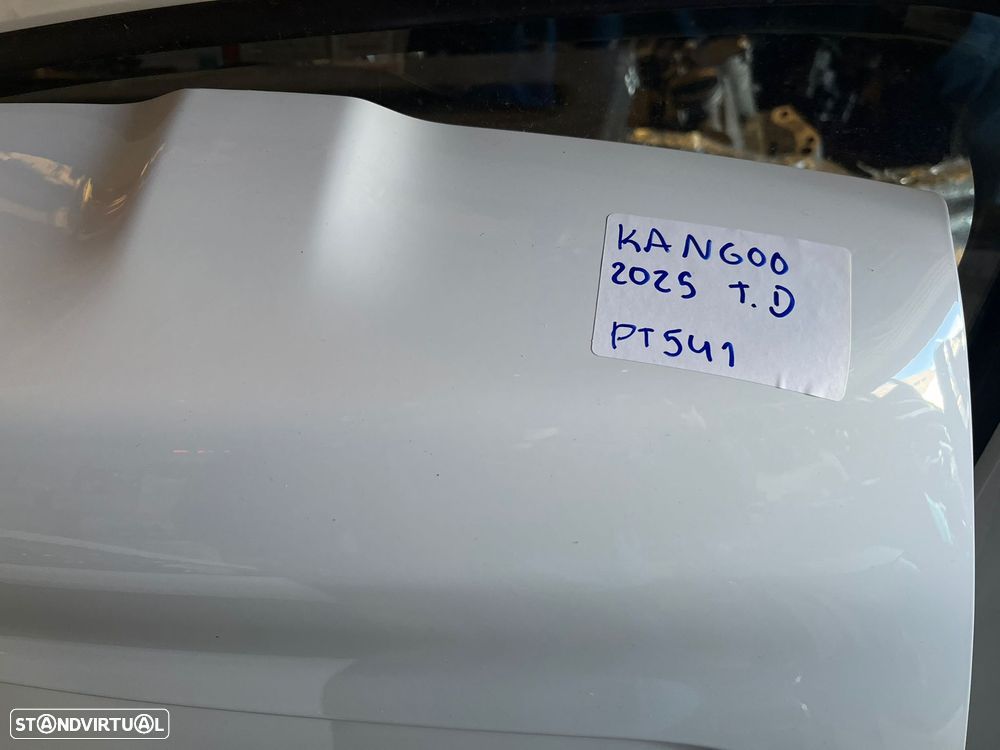 KANGOO
2025 T.D
PT541
STANDVIRTUAL